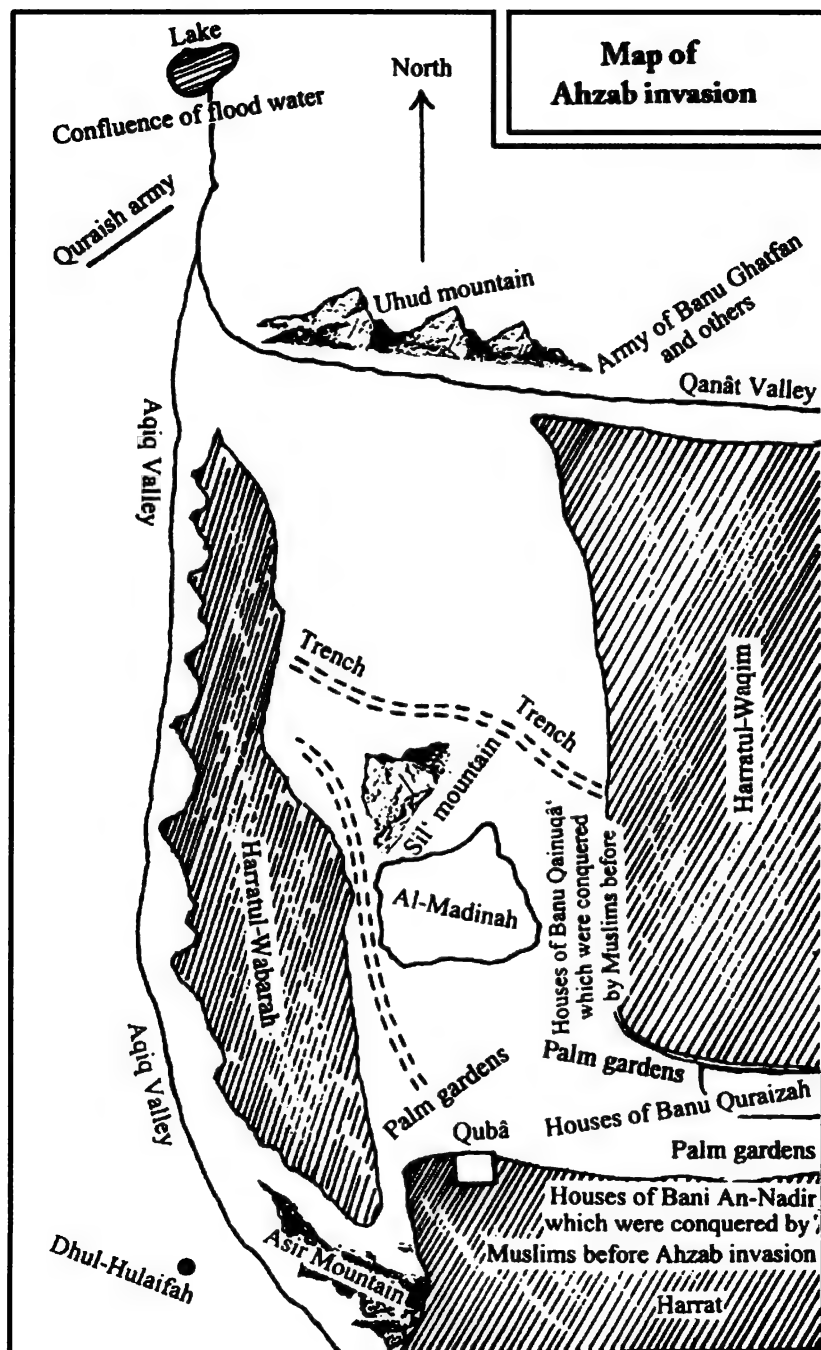 Map of
Ahzab invasion
Lake
North
Confluence of flood water
Quraish army
Uhud mountain
Army of Banu Ghatfan
and others
Qanât Valley
Aqiq Valley
Trench
Trench
Harratul-Waqim
Sil‘ mountain
Al-Madinah
Houses of Banu Qainuqâ‘
which were conquered
by Muslims before
Harratul-Wabarah
Aqiq Valley
Palm gardens
Palm gardens
Houses of Banu Quraizah
Qubâ
Palm gardens
Houses of Bani An-Nadir
which were conquered by
Muslims before Ahzab invasion
Dhul-Hulaifah
Asir Mountain
Harrat